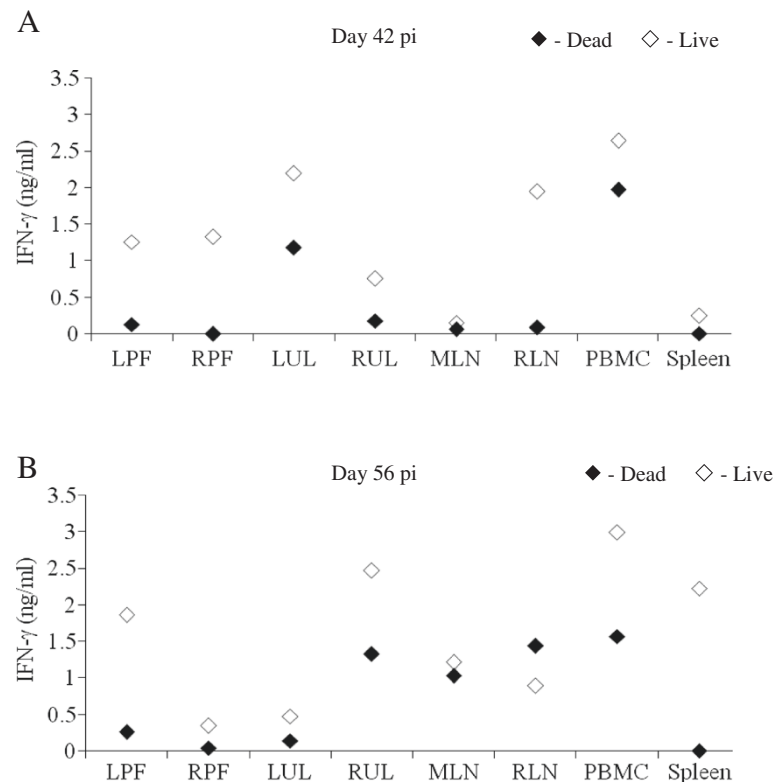 A
Day 42 pi
◆ - Dead ◇ - Live
IFN-γ (ng/ml)
3.5
3
2.5
2
1.5
1
0.5
0
LPF RPF LUL RUL MLN RLN PBMC Spleen
B
Day 56 pi
◆ - Dead ◇ - Live
IFN-γ (ng/ml)
3.5
3
2.5
2
1.5
1
0.5
0
LPF RPF LUL RUL MLN RLN PBMC Spleen